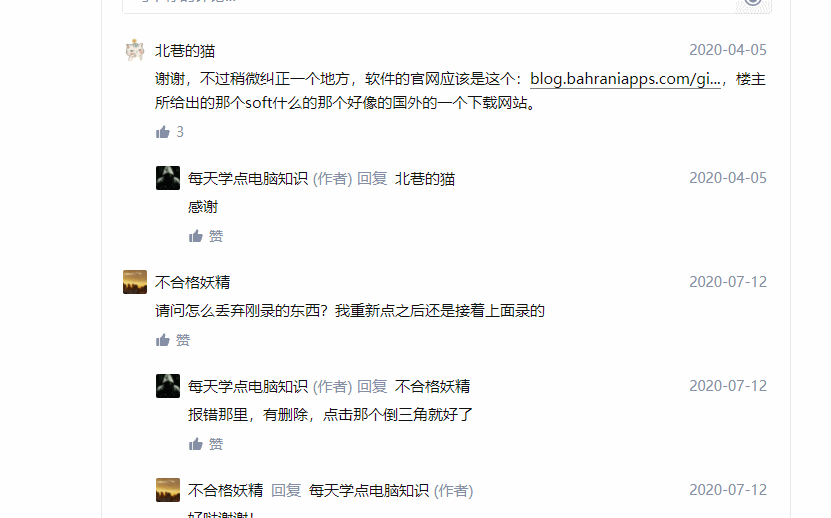 北巷的猫 2020-04-05
谢谢，不过稍微纠正一个地方，软件的官网应该是这个：blog.bahraniapps.com/gi...，楼主
所给出的那个soft什么的那个好像的国外的一个下载网站。
3
每天学点电脑知识 (作者) 回复 北巷的猫 2020-04-05
感谢
赞
不合格妖精 2020-07-12
请问怎么丢弃刚录的东西？我重新点之后还是接着上面录的
赞
每天学点电脑知识 (作者) 回复 不合格妖精 2020-07-12
报错那里，有删除，点击那个倒三角就好了
赞
不合格妖精 回复 每天学点电脑知识 (作者) 2020-07-12
好哒谢谢！